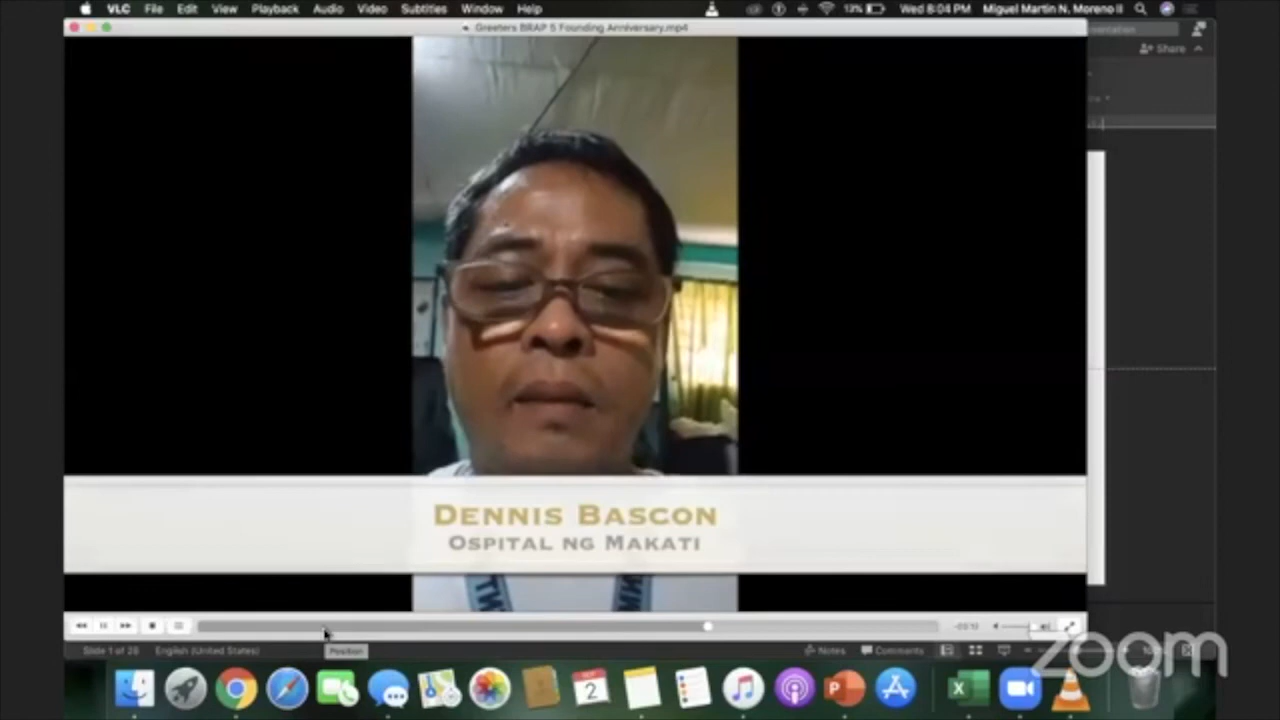 VLC File Edit View Playback Audio Video Subtitles Window Help 13% Wed 8:04 PM Miguel Martin N. Moreno II
Greeters BRAP 5 Founding Anniversary.mp4
Share
DENNIS BASCON
OSPITAL NG MAKATI
Position
Slide 1 of 26 English (United States) Notes Comments
zoom
SEP
2